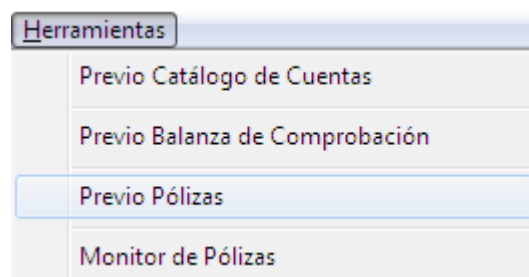 Herramientas
Previo Catálogo de Cuentas
Previo Balanza de Comprobación
Previo Pólizas
Monitor de Pólizas